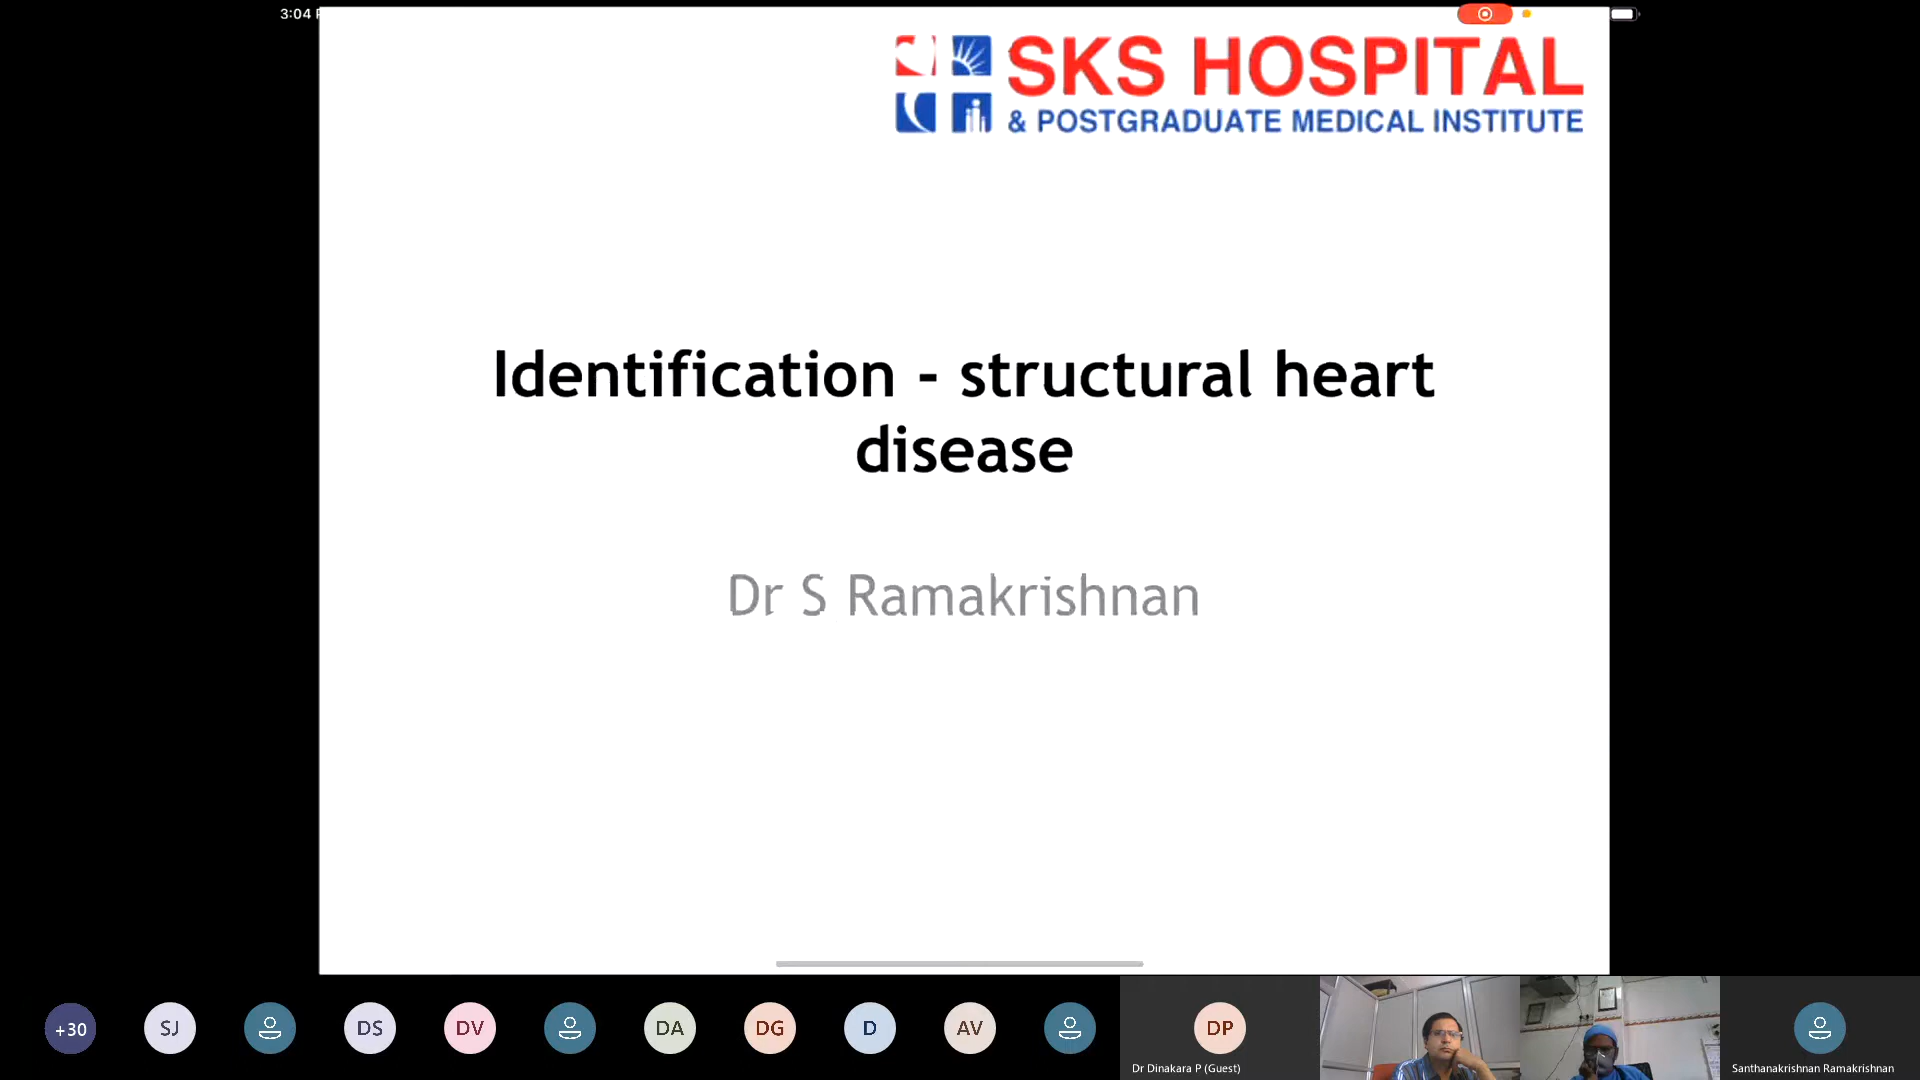 3:04
SKS HOSPITAL
& POSTGRADUATE MEDICAL INSTITUTE
Identification - structural heart
disease
Dr S Ramakrishnan
+30
SJ
DS
DV
DA
DG
D
AV
DP
Dr Dinakara P (Guest)
Santhanakrishnan Ramakrishnan